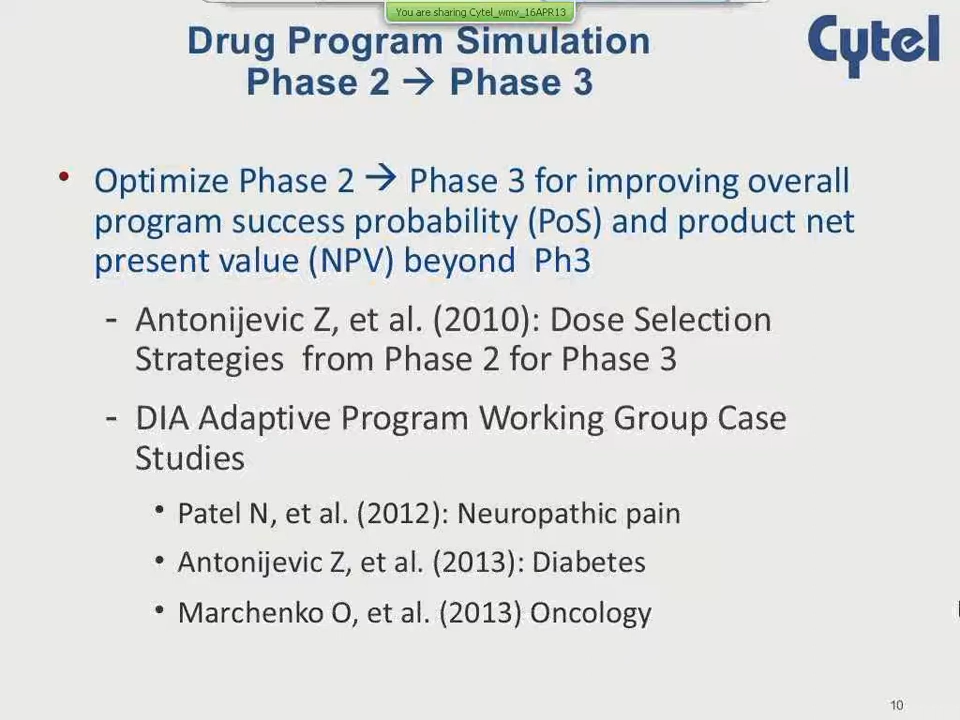 You are sharing Cytel_wmv_16APR13
Drug Program Simulation
Phase 2 → Phase 3
Cytel
• Optimize Phase 2 → Phase 3 for improving overall
program success probability (PoS) and product net
present value (NPV) beyond Ph3
- Antonijevic Z, et al. (2010): Dose Selection
Strategies from Phase 2 for Phase 3
- DIA Adaptive Program Working Group Case
Studies
• Patel N, et al. (2012): Neuropathic pain
• Antonijevic Z, et al. (2013): Diabetes
• Marchenko O, et al. (2013) Oncology
10